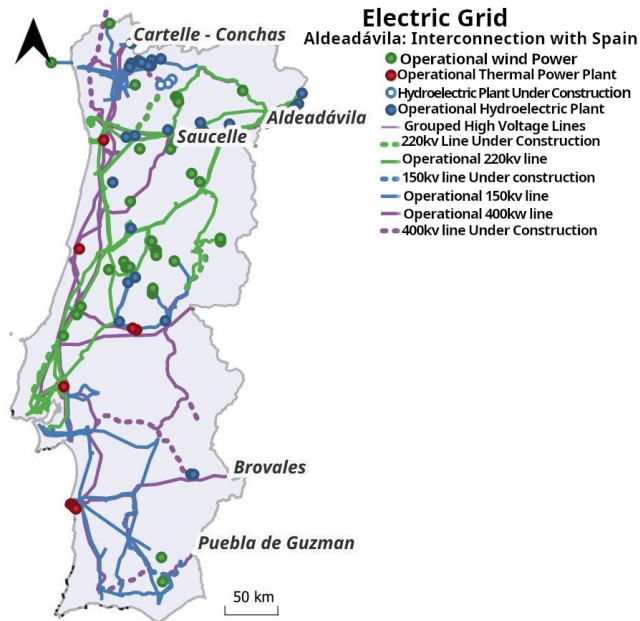 Electric Grid
Aldeadávila: Interconnection with Spain
Cartelle - Conchas
Operational wind Power
Operational Thermal Power Plant
Hydroelectric Plant Under Construction
Operational Hydroelectric Plant
Grouped High Voltage Lines
220kv Line Under Construction
Operational 220kv line
150kv line Under construction
Operational 150kv line
Operational 400kw line
400kv line Under Construction
Aldeadávila
Saucelle
Brovales
Puebla de Guzman
50 km